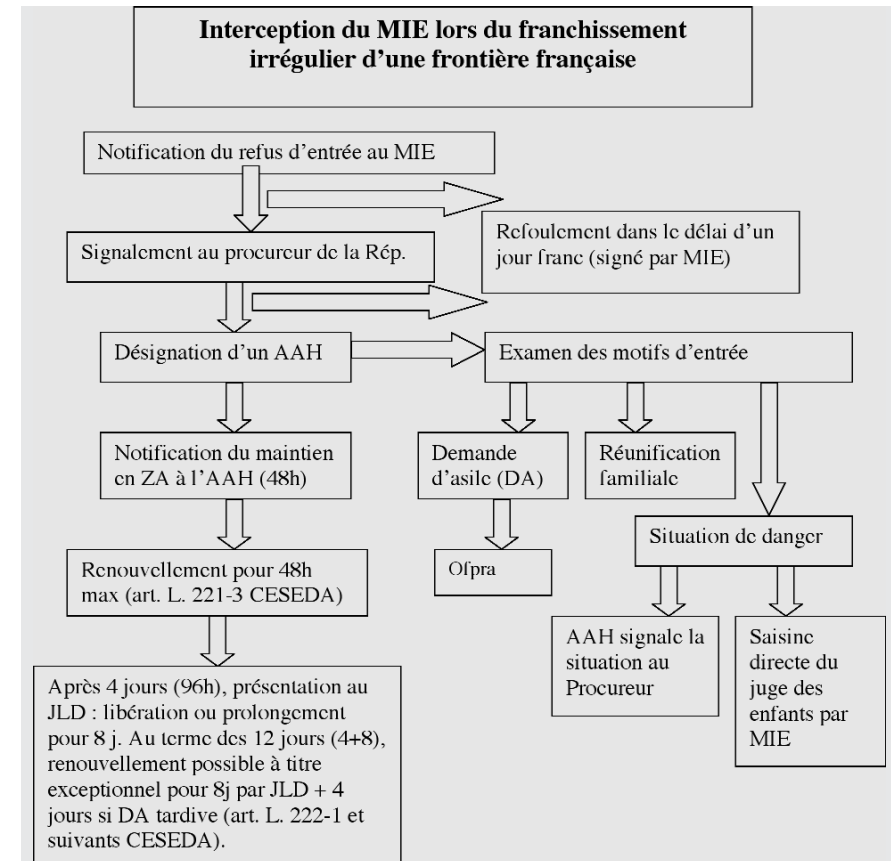 Interception du MIE lors du franchissement
irrégulier d’une frontière française
Notification du refus d’entrée au MIE
Refoulement dans le délai d’un
jour franc (signé par MIE)
Signalement au procureur de la Rép.
Désignation d’un AAH
Examen des motifs d’entrée
Notification du maintien
en ZA à l’AAH (48h)
Demande
d’asile (DA)
Réunification
familiale
Situation de danger
Renouvellement pour 48h
max (art. L. 221-3 CESEDA)
Ofpra
AAH signale la
situation au
Procureur
Saisine
directe du
juge des
enfants par
MIE
Après 4 jours (96h), présentation au
JLD : libération ou prolongement
pour 8 j. Au terme des 12 jours (4+8),
renouvellement possible à titre
exceptionnel pour 8j par JLD + 4
jours si DA tardive (art. L. 222-1 et
suivants CESEDA).